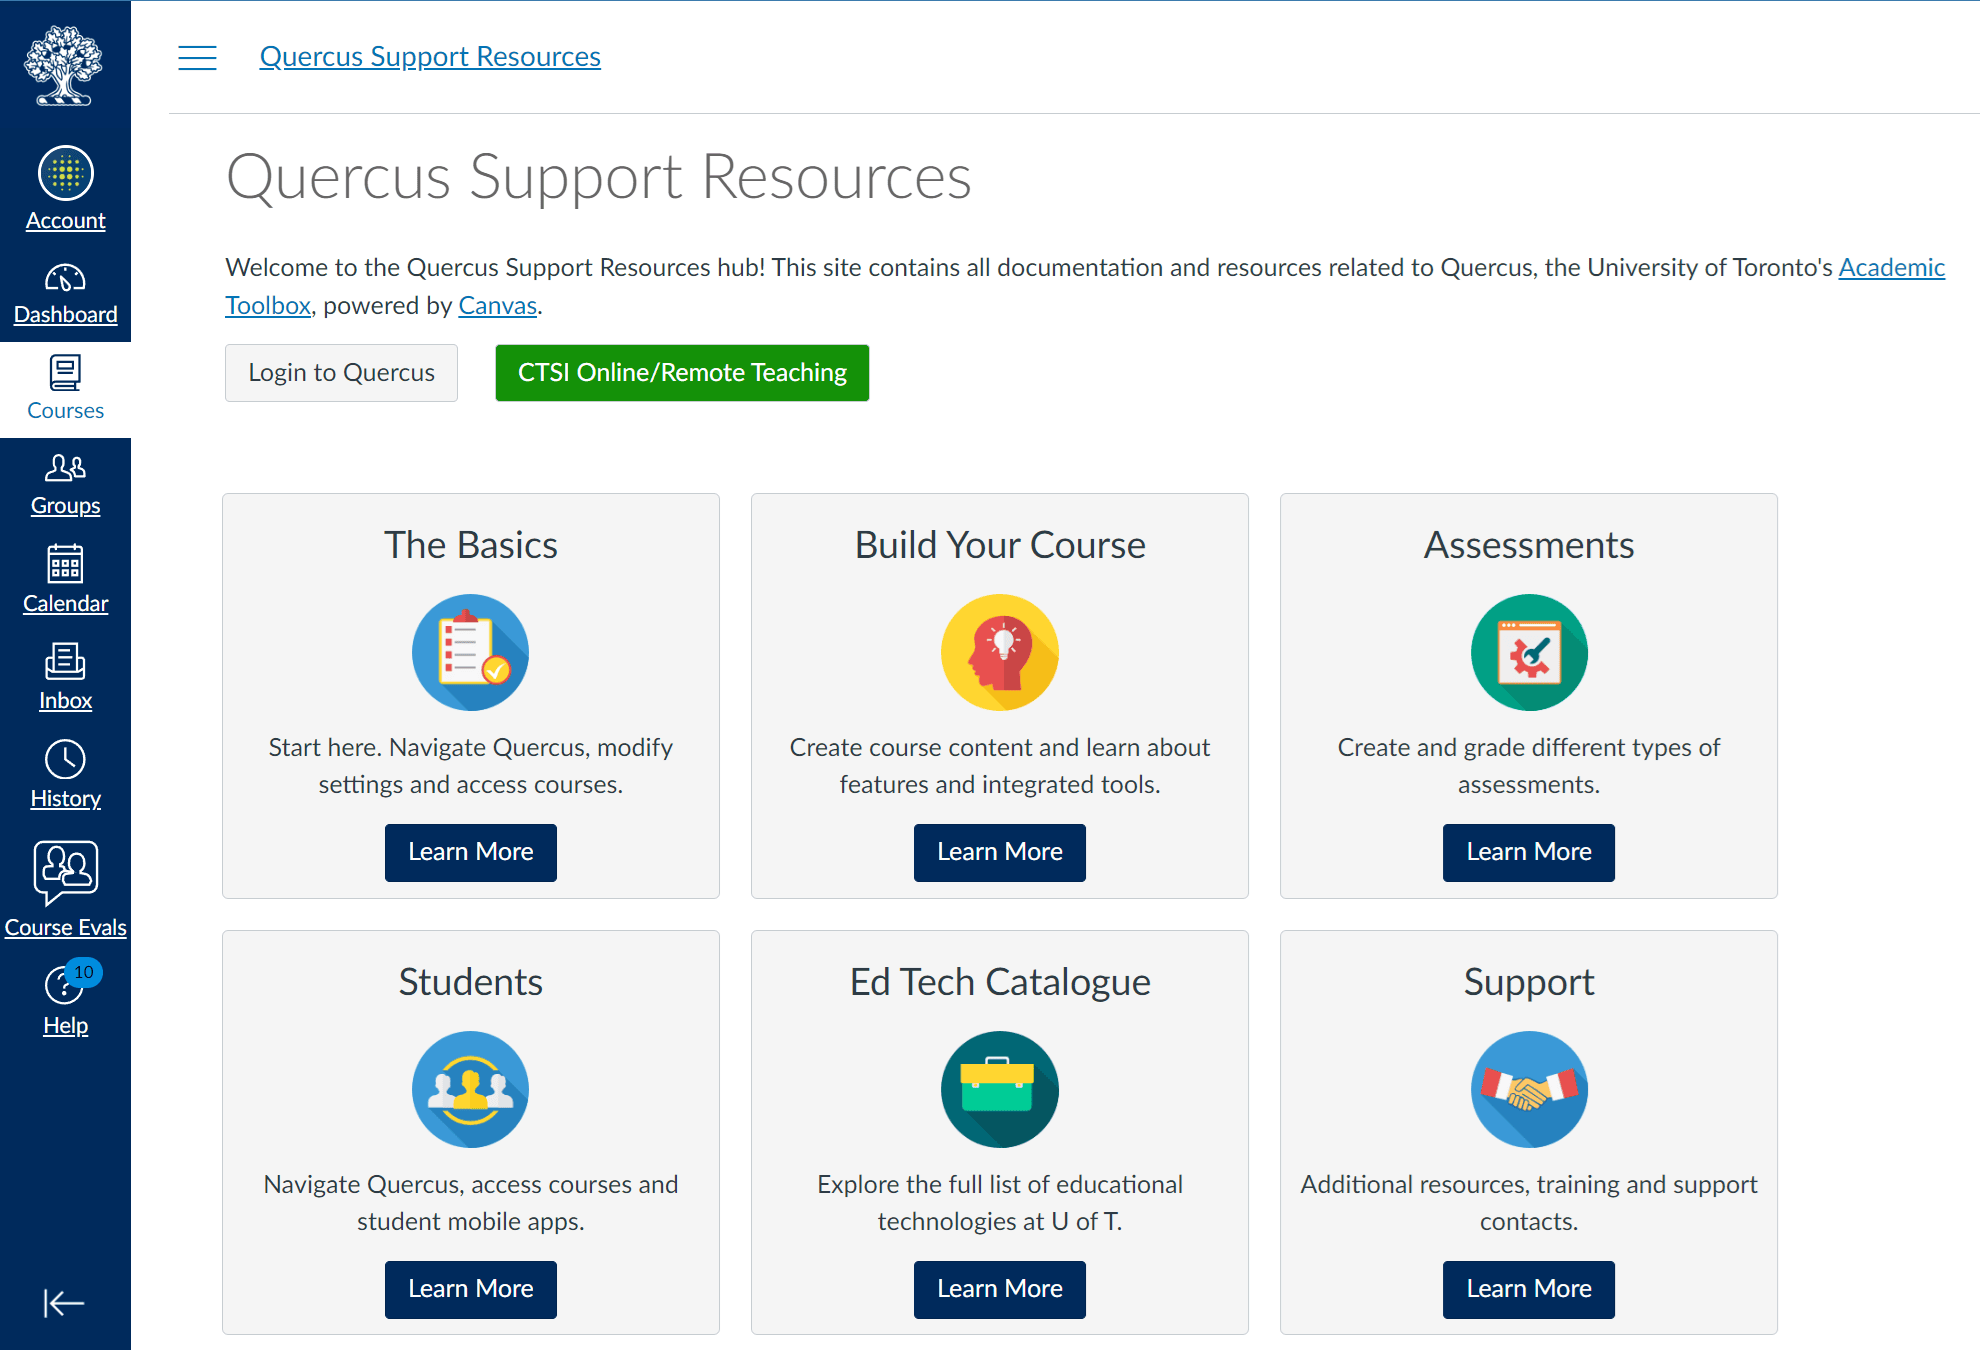 Quercus Support Resources
Account
Dashboard
Courses
Groups
Calendar
Inbox
History
Course Evals
10
Help
Quercus Support Resources
Welcome to the Quercus Support Resources hub! This site contains all documentation and resources related to Quercus, the University of Toronto's Academic
Toolbox, powered by Canvas.
Login to Quercus
CTSI Online/Remote Teaching
The Basics
Start here. Navigate Quercus, modify
settings and access courses.
Learn More
Build Your Course
Create course content and learn about
features and integrated tools.
Learn More
Assessments
Create and grade different types of
assessments.
Learn More
Students
Navigate Quercus, access courses and
student mobile apps.
Learn More
Ed Tech Catalogue
Explore the full list of educational
technologies at U of T.
Learn More
Support
Additional resources, training and support
contacts.
Learn More